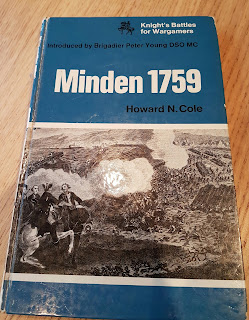 Knight's Battles
for Wargamers
Introduced by Brigadier Peter Young DSO MC
Minden 1759
Howard N. Cole